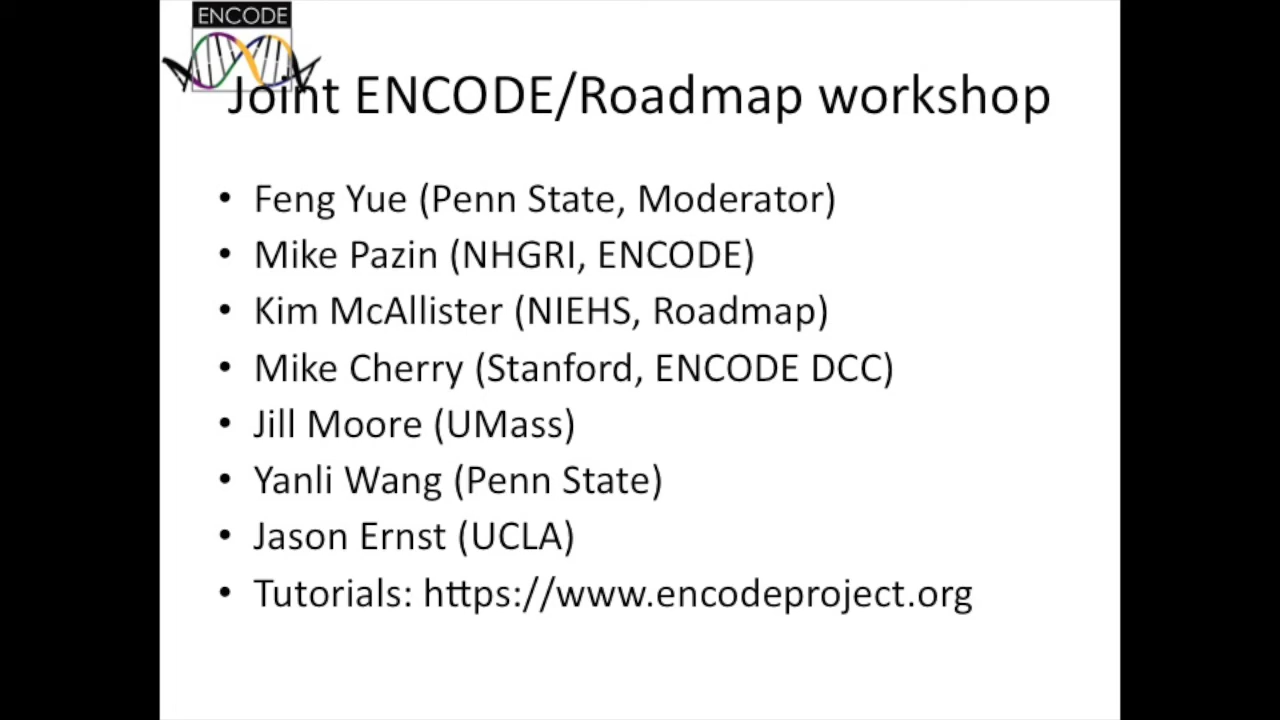 ENCODE
Joint ENCODE/Roadmap workshop
• Feng Yue (Penn State, Moderator)
• Mike Pazin (NHGRI, ENCODE)
• Kim McAllister (NIEHS, Roadmap)
• Mike Cherry (Stanford, ENCODE DCC)
• Jill Moore (UMass)
• Yanli Wang (Penn State)
• Jason Ernst (UCLA)
• Tutorials: https://www.encodeproject.org